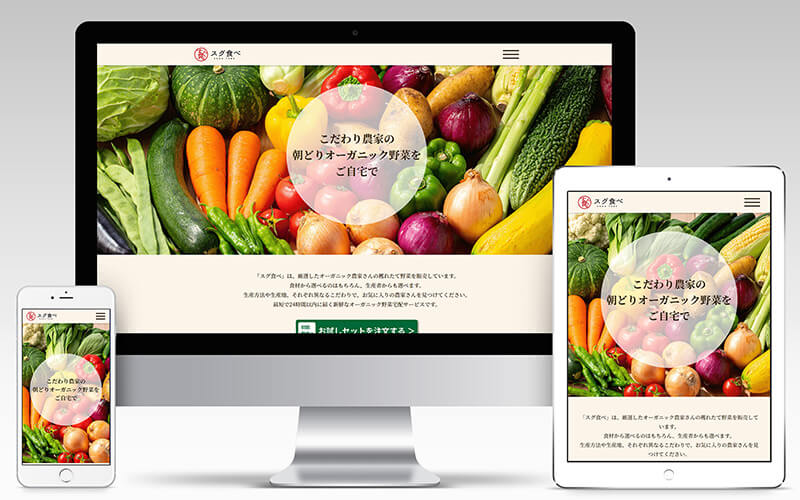 スグ食べ
こだわり農家の
朝どりオーガニック野菜を
ご自宅で
「スグ食べ」は、厳選したオーガニック農家さんの穫れたて野菜を販売しています。
食材から選べるのはもちろん、生産者からも選べます。
生産方法や生産地、それぞれ異なるこだわりで、お気に入りの農家さんを見つけてください。
最短で24時間以内に届く新鮮なオーガニック野菜宅配サービスです。
お試しセットを注文する >
スグ食べ
こだわり農家の
朝どりオーガニック野菜を
ご自宅で
スグ食べ
こだわり農家の
朝どりオーガニック野菜を
ご自宅で
「スグ食べ」は、厳選したオーガニック農家さんの穫れたて野菜を販売して
います。
食材から選べるのはもちろん、生産者からも選べます。
生産方法や生産地、それぞれ異なるこだわりで、お気に入りの農家さんを見
つけてください。